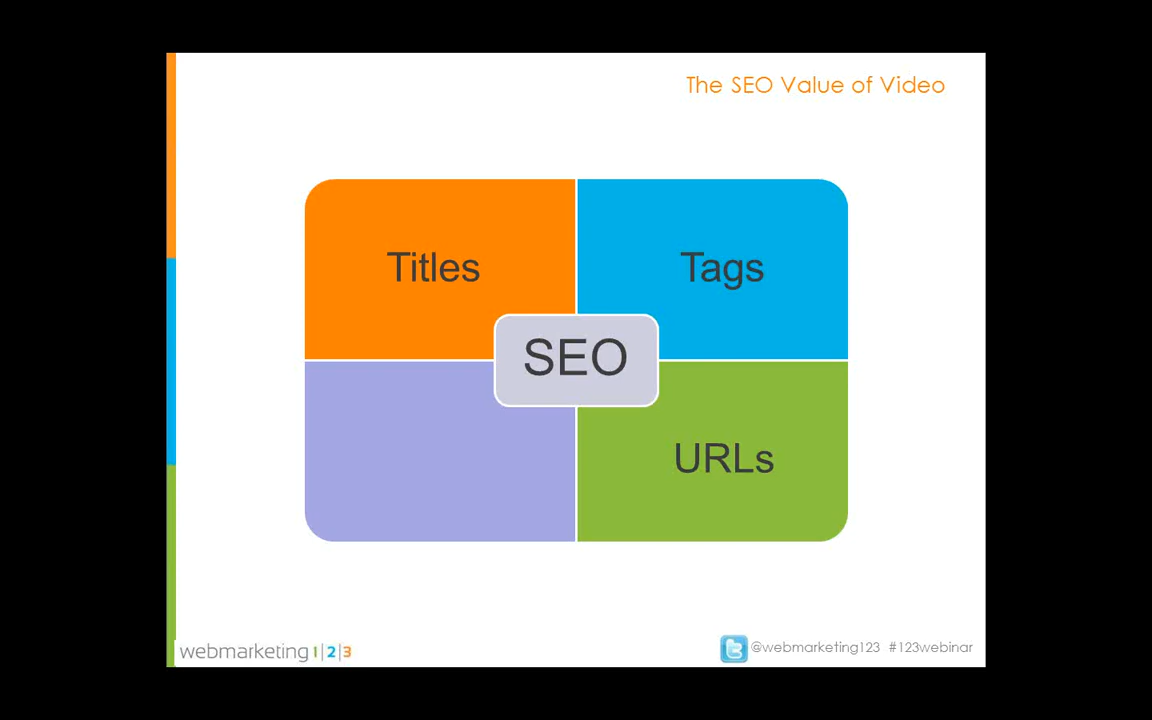 The SEO Value of Video
Titles
Tags
SEO
URLs
webmarketing 1|2|3
@webmarketing123 #123webinar